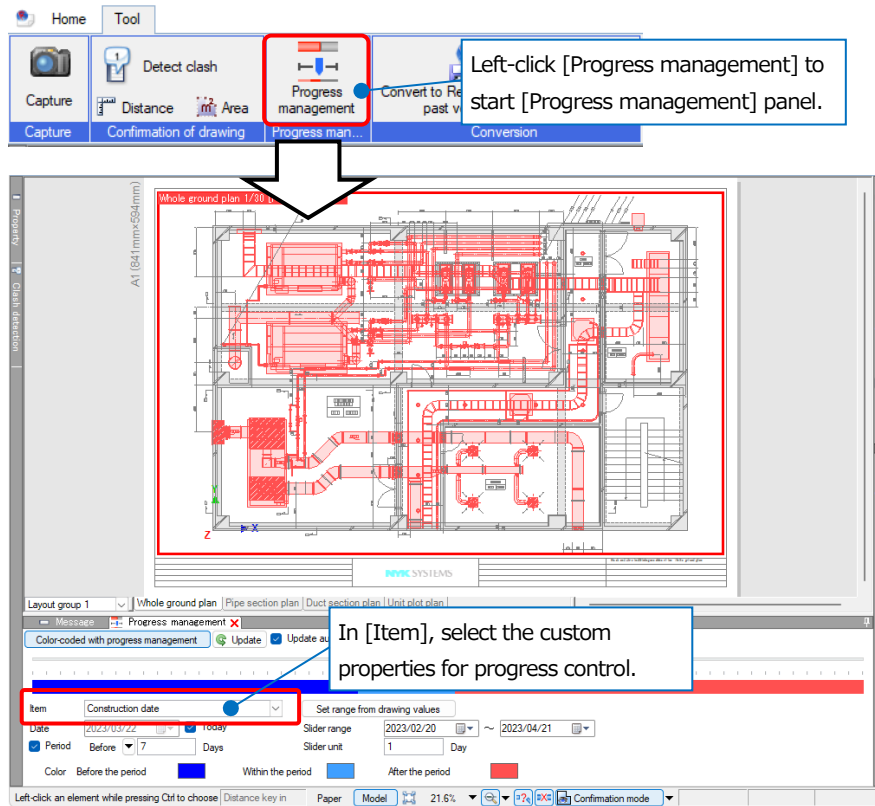 Home Tool
Capture
Detect clash
Distance
m² Area
Progress management
Convert to Re
past v
Capture
Confirmation of drawing
Progress man...
Conversion
Left-click [Progress management] to
start [Progress management] panel.
Property
Clash detection
A1 (841mm×594mm)
Whole ground plan 1/30
Y
Z
X
NYK SYSTEMS
Layout group 1
Whole ground plan
Pipe section plan
Duct section plan
Unit plot plan
Message
Progress management
Color-coded with progress management
Update
Update au
In [Item], select the custom
properties for progress control.
Item Construction date
Set range from drawing values
Date 2023/03/22 Today
Slider range 2023/02/20 ~ 2023/04/21
Period Before 7 Days
Slider unit 1 Day
Color Before the period Within the period After the period
Left-click an element while pressing Ctrl to choose
Distance key in
Paper Model 21.6% Confirmation mode